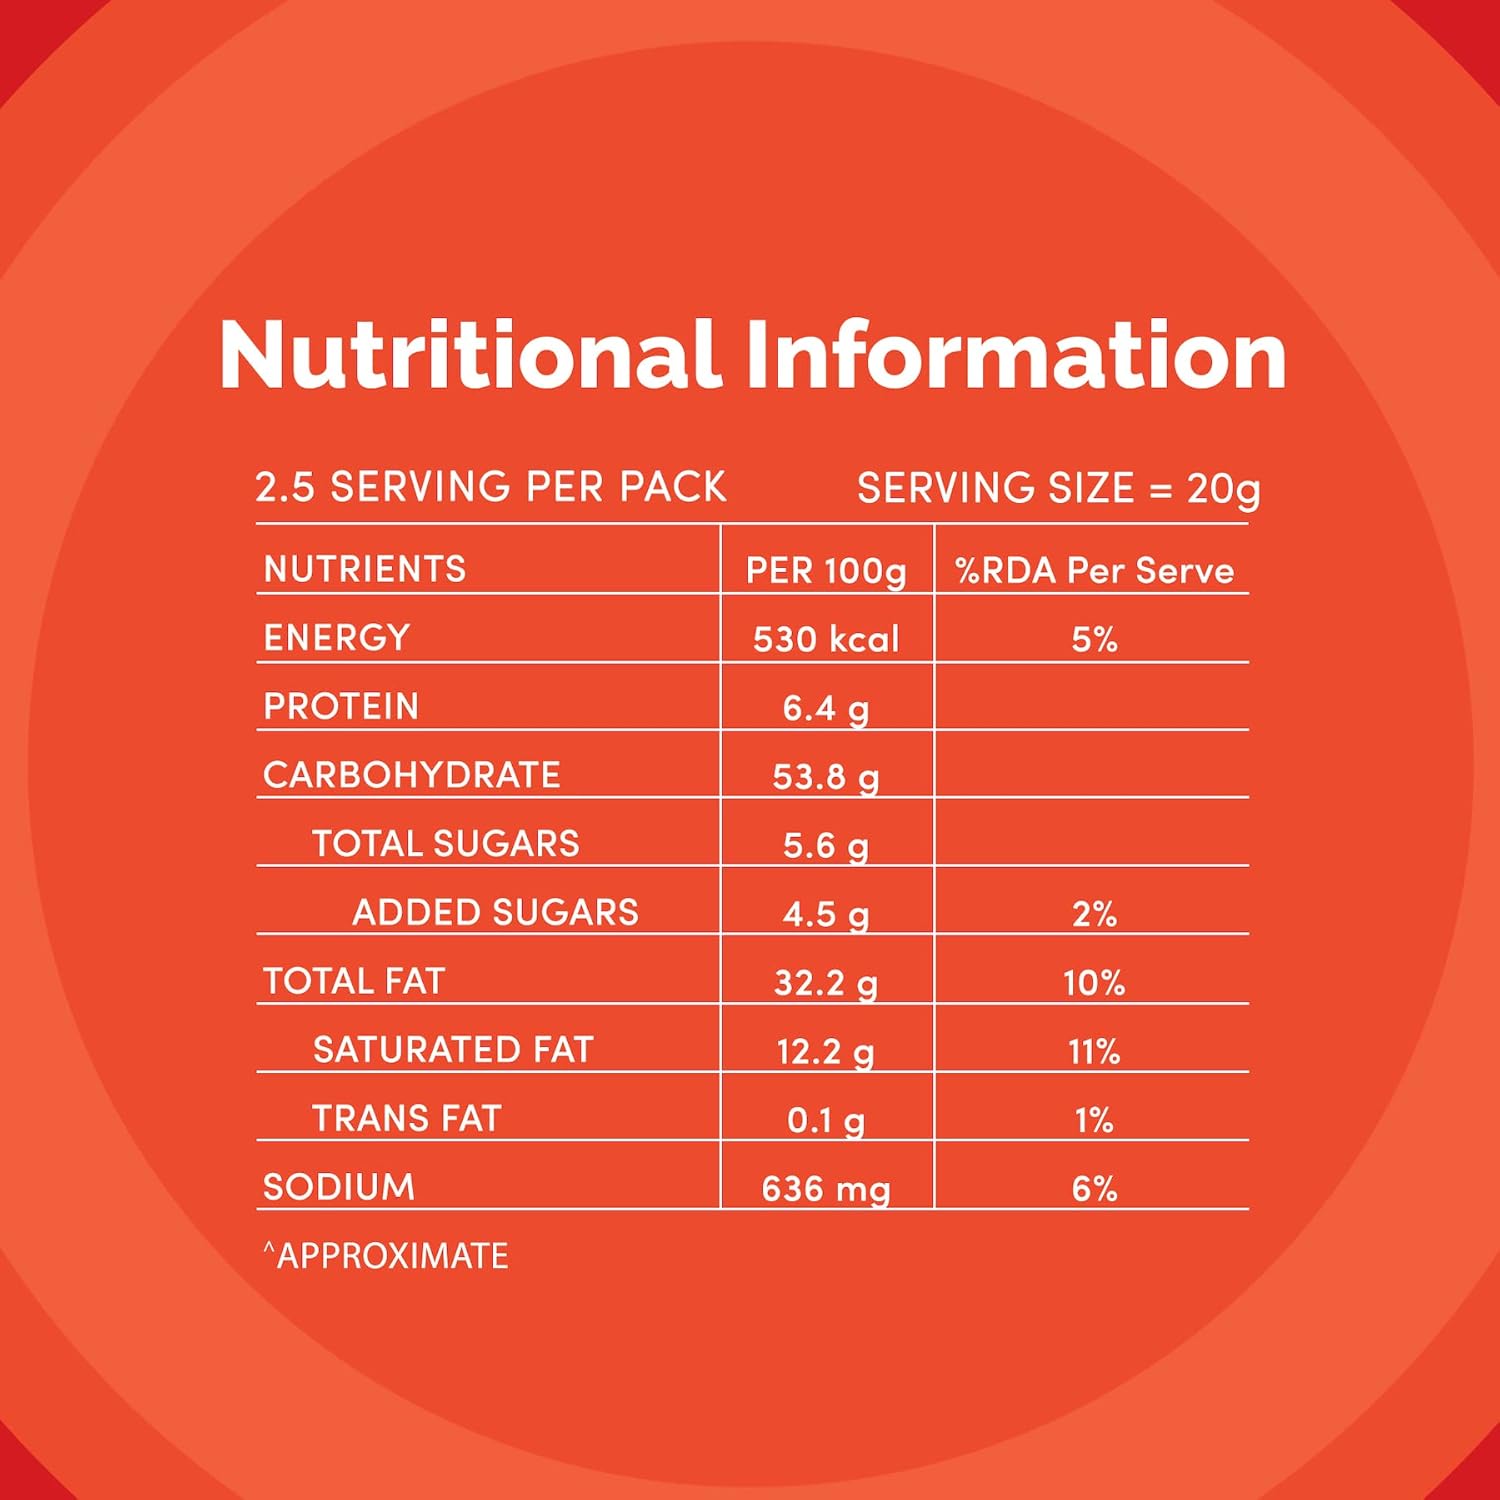 Nutritional Information
2.5 SERVING PER PACK SERVING SIZE = 20g
NUTRIENTS PER 100g %RDA Per Serve
ENERGY 530 kcal 5%
PROTEIN 6.4 g
CARBOHYDRATE 53.8 g
TOTAL SUGARS 5.6 g
ADDED SUGARS 4.5 g 2%
TOTAL FAT 32.2 g 10%
SATURATED FAT 12.2 g 11%
TRANS FAT 0.1 g 1%
SODIUM 636 mg 6%
^APPROXIMATE